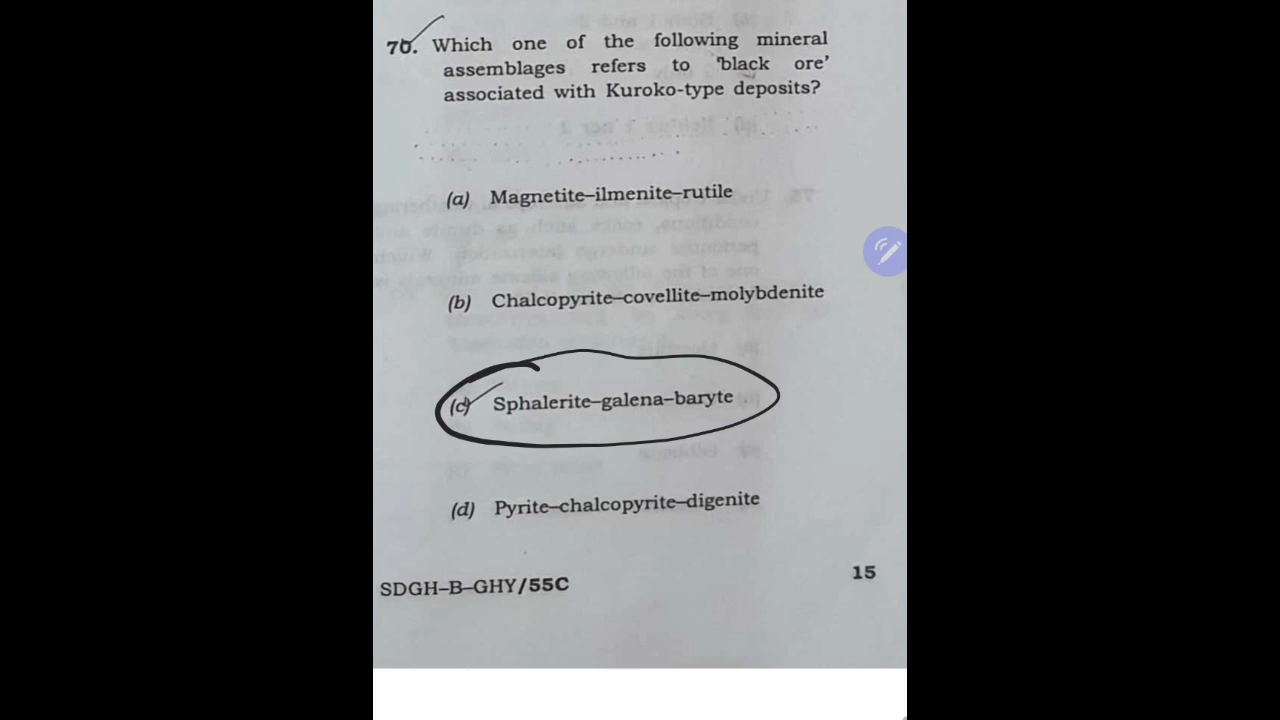 70. Which one of the following mineral
assemblages refers to 'black ore'
associated with Kuroko-type deposits?
(a) Magnetite–ilmenite–rutile
(b) Chalcopyrite–covellite–molybdenite
(c) Sphalerite–galena–baryte
(d) Pyrite–chalcopyrite–digenite
SDGH–B–GHY/55C
15